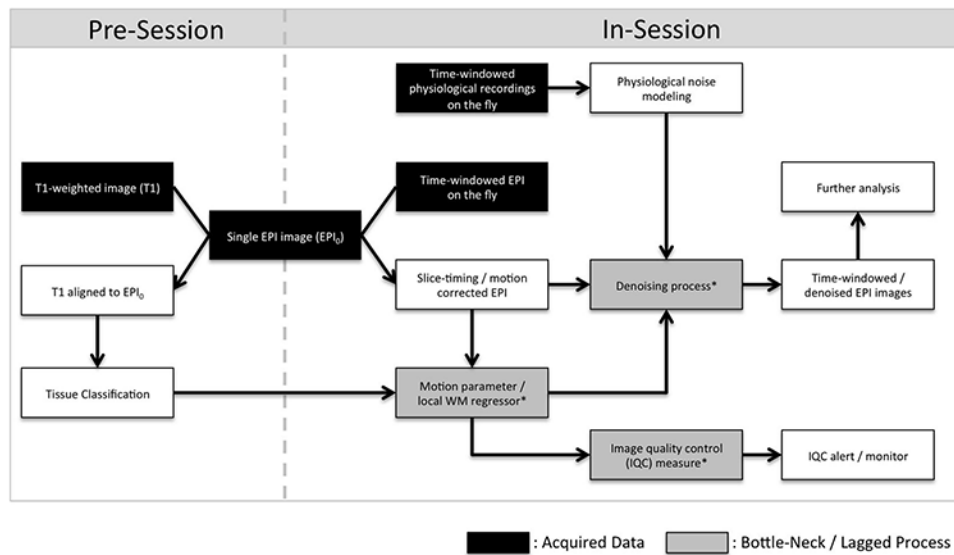 Pre-Session
In-Session
Time-windowed
physiological recordings
on the fly
Physiological noise
modeling
T1-weighted image (T1)
Time-windowed EPI
on the fly
Further analysis
Single EPI image (EPI₀)
T1 aligned to EPI₀
Slice-timing / motion
corrected EPI
Denoising process*
Time-windowed /
denoised EPI images
Tissue Classification
Motion parameter /
local WM regressor*
Image quality control
(IQC) measure*
IQC alert / monitor
: Acquired Data
: Bottle-Neck / Lagged Process